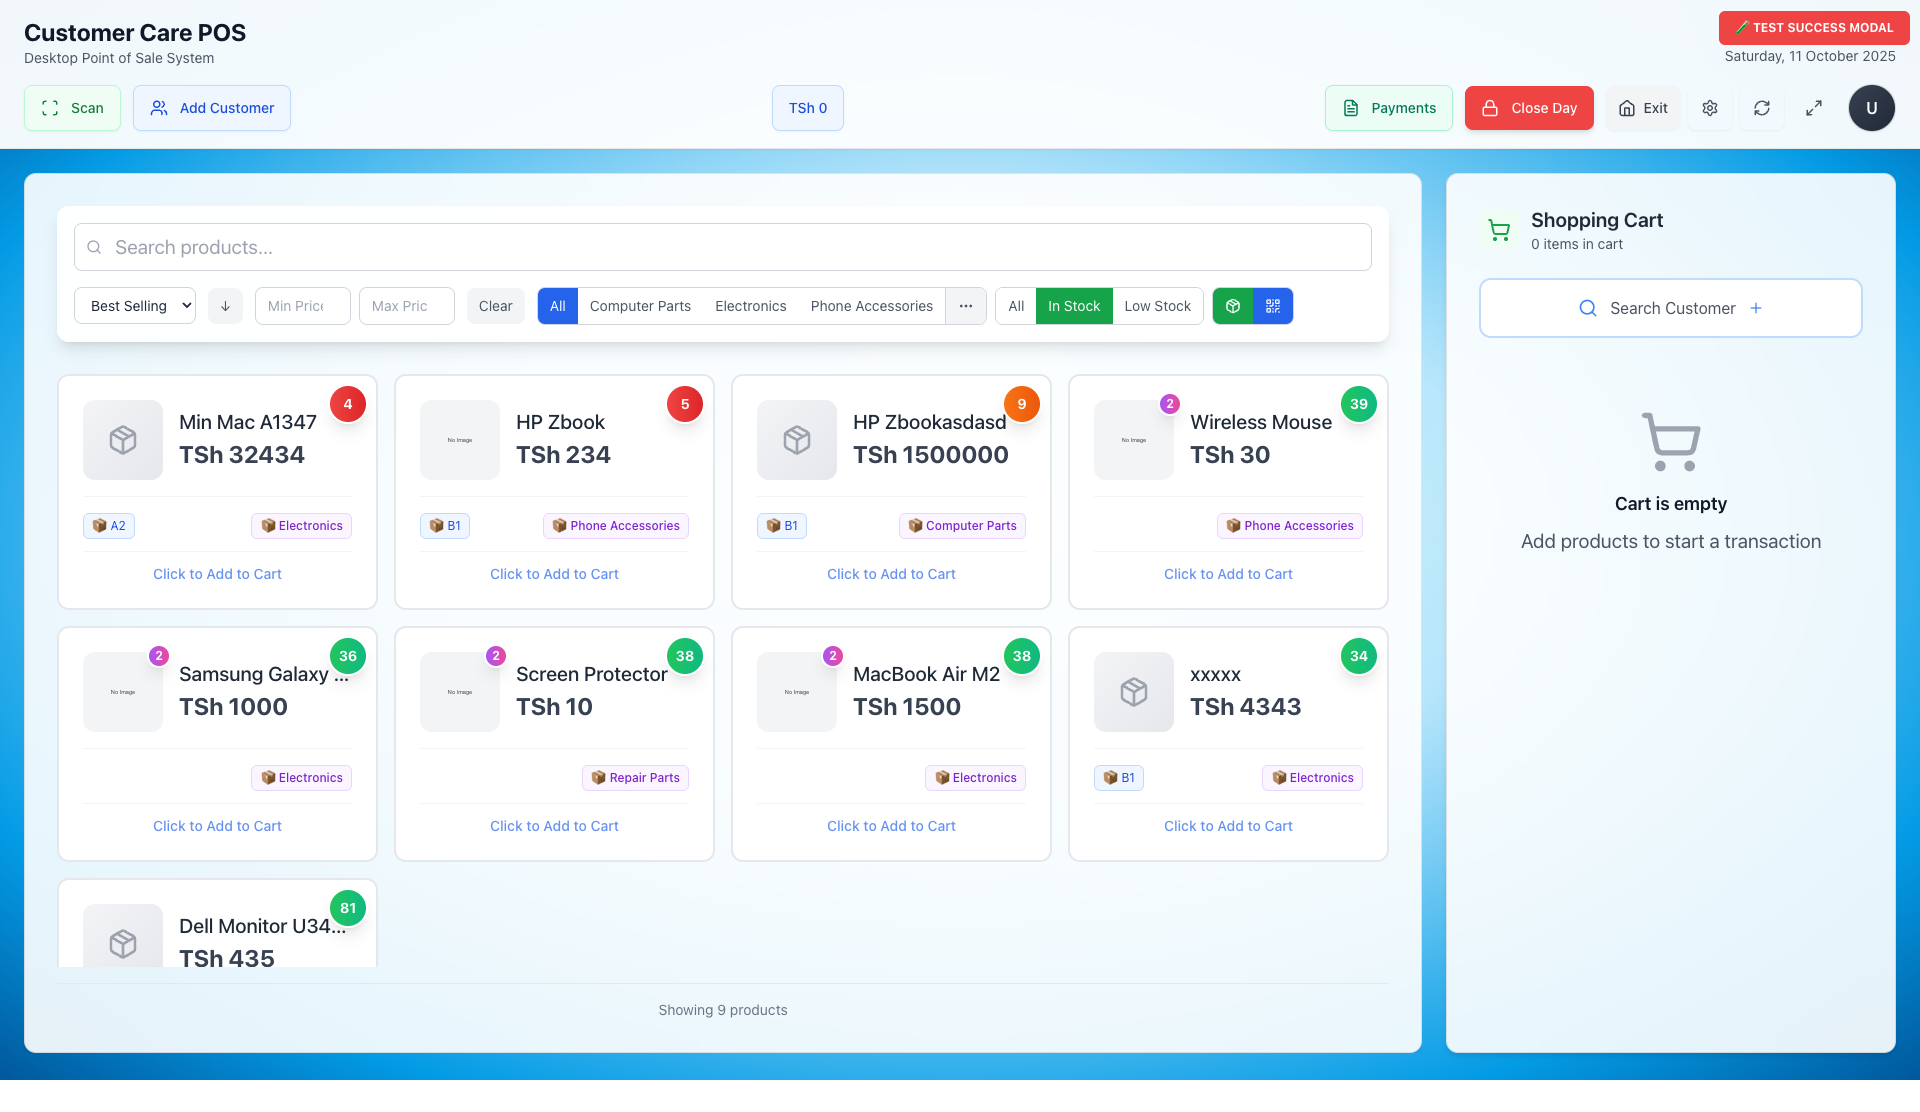 Customer Care POS
Desktop Point of Sale System
TEST SUCCESS MODAL
Saturday, 11 October 2025
Scan
Add Customer
TSh 0
Payments
Close Day
Exit
U
Search products...
Best Selling
Min Price
Max Pric
Clear
All
Computer Parts
Electronics
Phone Accessories
...
All
In Stock
Low Stock
Min Mac A1347
4
TSh 32434
A2
Electronics
Click to Add to Cart
No Image
HP Zbook
5
TSh 234
B1
Phone Accessories
Click to Add to Cart
HP Zbookasdasd
9
TSh 1500000
B1
Computer Parts
Click to Add to Cart
No Image
2
Wireless Mouse
39
TSh 30
Phone Accessories
Click to Add to Cart
No Image
2
Samsung Galaxy ...
36
TSh 1000
Electronics
Click to Add to Cart
No Image
2
Screen Protector
38
TSh 10
Repair Parts
Click to Add to Cart
No Image
2
MacBook Air M2
38
TSh 1500
Electronics
Click to Add to Cart
xxxxx
34
TSh 4343
B1
Electronics
Click to Add to Cart
Dell Monitor U34...
81
TSh 435
Showing 9 products
Shopping Cart
0 items in cart
Search Customer +
Cart is empty
Add products to start a transaction